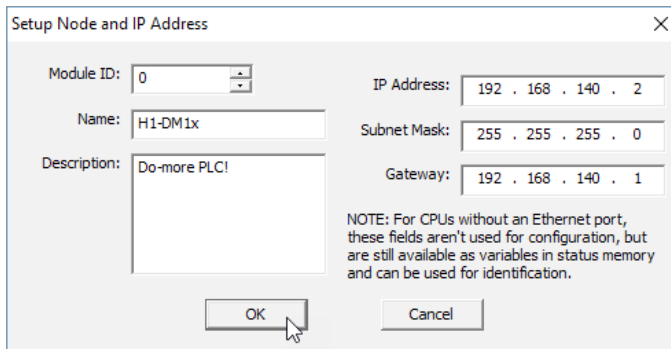 Setup Node and IP Address
Module ID: 0
Name: H1-DM1x
Description: Do-more PLC!
IP Address: 192 . 168 . 140 . 2
Subnet Mask: 255 . 255 . 255 . 0
Gateway: 192 . 168 . 140 . 1
NOTE: For CPUs without an Ethernet port,
these fields aren't used for configuration, but
are still available as variables in status memory
and can be used for identification.
OK
Cancel